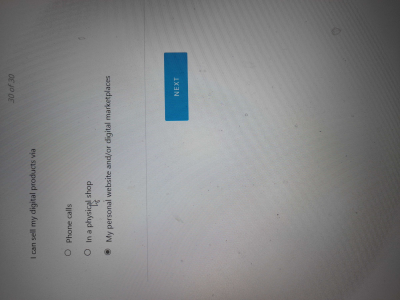 30 of 30
I can sell my digital products via
Phone calls
In a physical shop
My personal website and/or digital marketplaces
NEXT